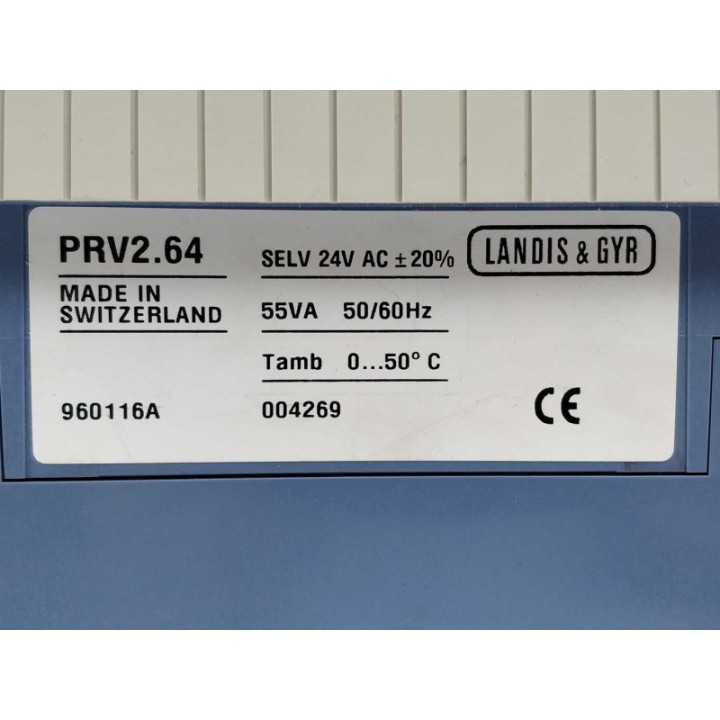 PRV2.64
MADE IN
SWITZERLAND
960116A
SELV 24V AC ± 20%
55VA 50/60Hz
Tamb 0...50° C
004269
LANDIS & GYR
CE